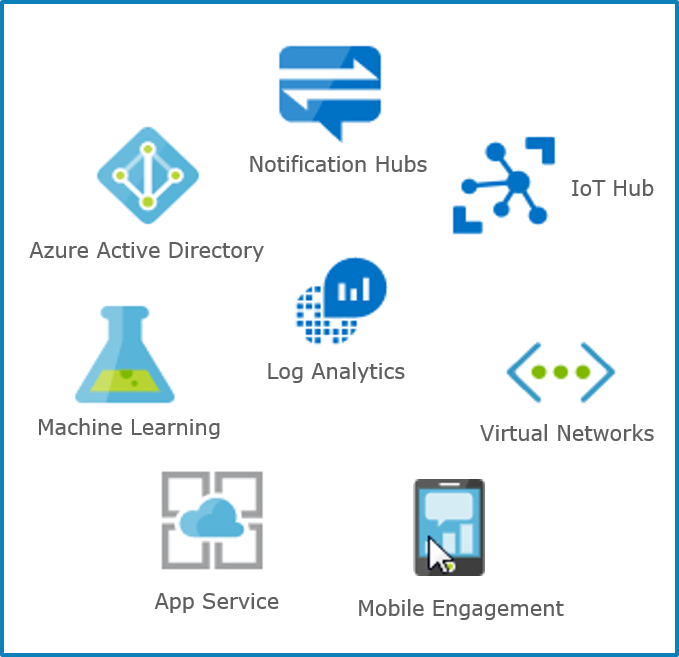 Notification Hubs
IoT Hub
Azure Active Directory
Log Analytics
Machine Learning
Virtual Networks
App Service
Mobile Engagement